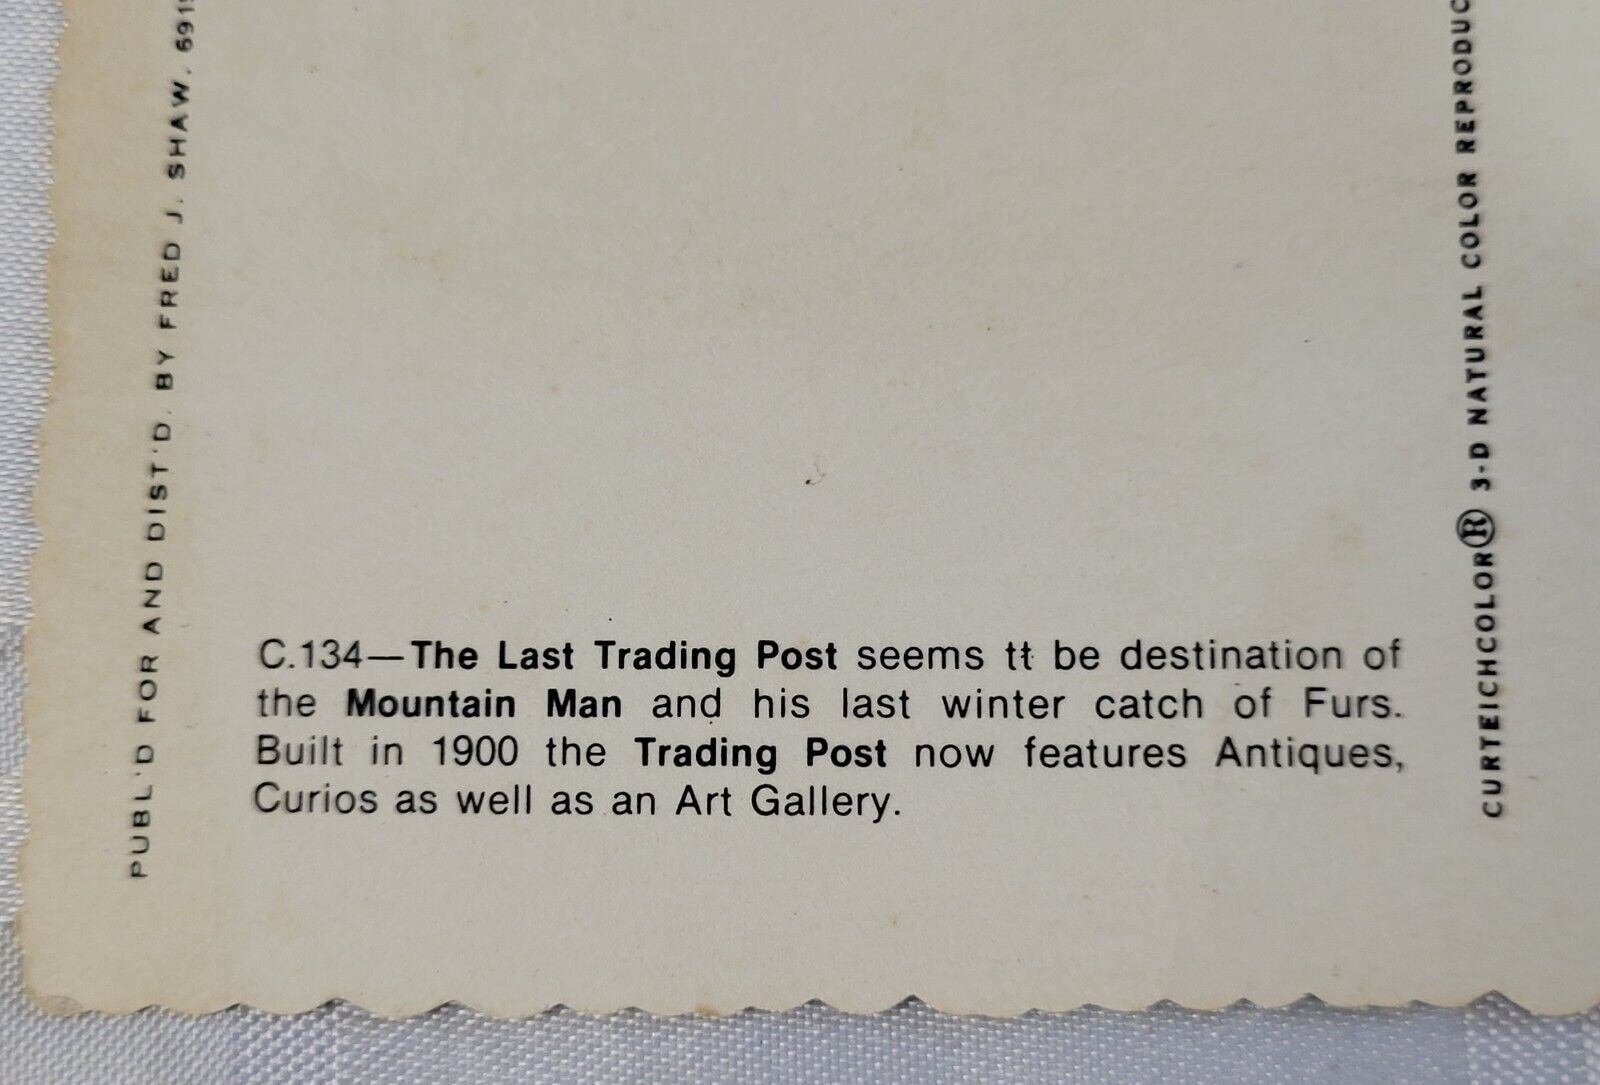 PUBL'D FOR AND DIST'D. BY FRED J. SHAW, 6919
C.134—The Last Trading Post seems tt be destination of
the Mountain Man and his last winter catch of Furs.
Built in 1900 the Trading Post now features Antiques,
Curios as well as an Art Gallery.
CURTEICHCOLOR® 3-D NATURAL COLOR REPRODUC